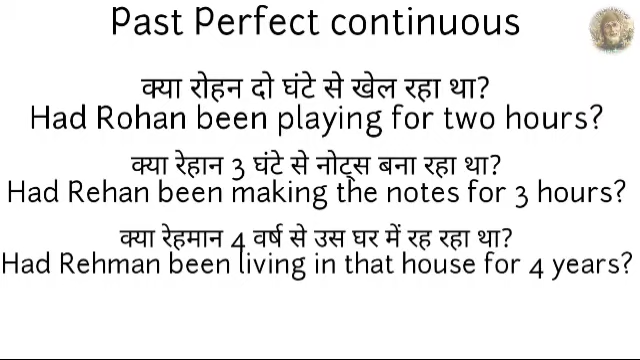 Past Perfect continuous
क्या रोहन दो घंटे से खेल रहा था?
Had Rohan been playing for two hours?
क्या रेहान 3 घंटे से नोट्स बना रहा था?
Had Rehan been making the notes for 3 hours?
क्या रेहमान 4 वर्ष से उस घर में रह रहा था?
Had Rehman been living in that house for 4 years?